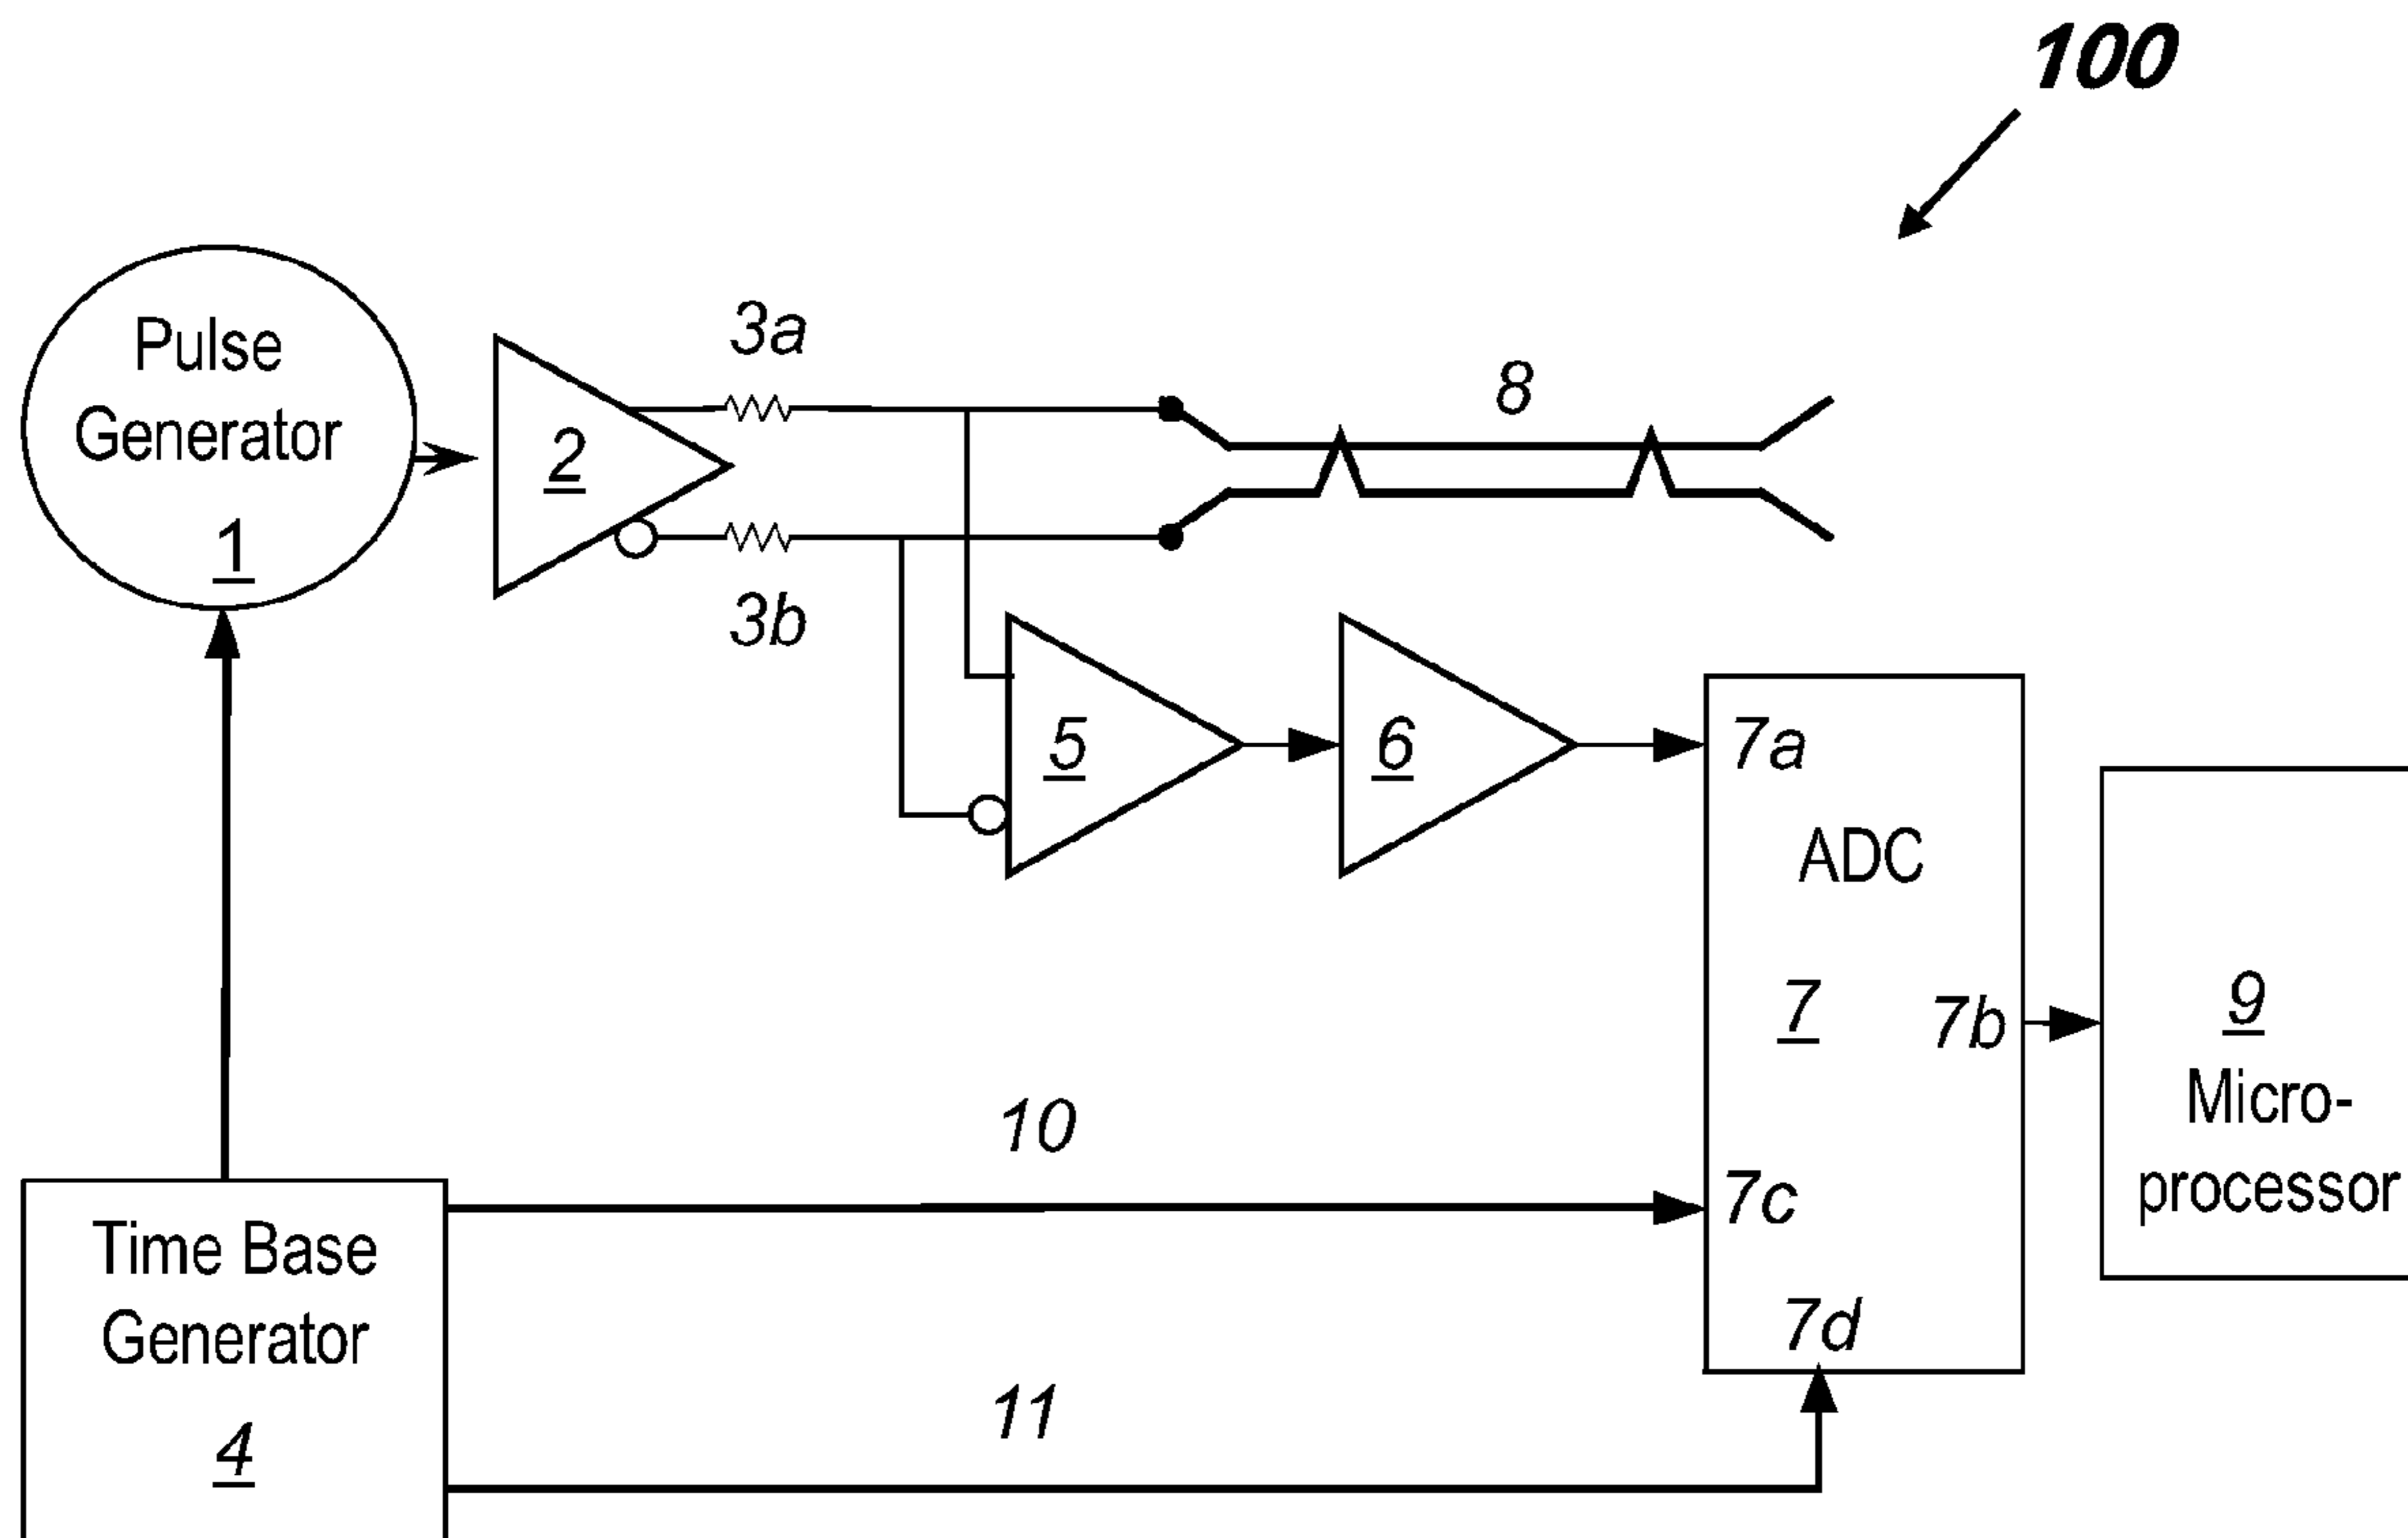 100
Pulse
Generator
1
2
3a
3b
8
5
6
7a
ADC
7
7b
7c
7d
9
Micro-
processor
10
11
Time Base
Generator
4